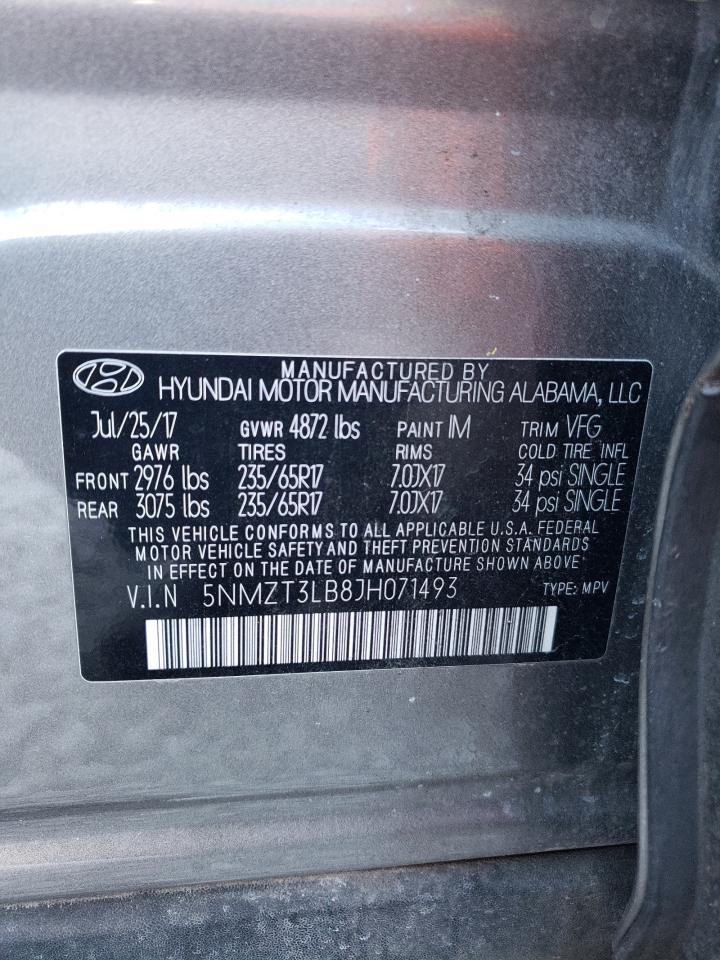 MANUFACTURED BY
HYUNDAI MOTOR MANUFACTURING ALABAMA, LLC
Jul/25/17 GVWR 4872 lbs PAINT IM TRIM VFG
GAWR TIRES RIMS COLD TIRE INFL
FRONT 2976 lbs 235/65R17 7.0JX17 34 psi SINGLE
REAR 3075 lbs 235/65R17 7.0JX17 34 psi SINGLE
THIS VEHICLE CONFORMS TO ALL APPLICABLE U.S.A. FEDERAL
MOTOR VEHICLE SAFETY AND THEFT PREVENTION STANDARDS
IN EFFECT ON THE DATE OF MANUFACTURE SHOWN ABOVE
V.I.N 5NMZT3LB8JH071493 TYPE: MPV